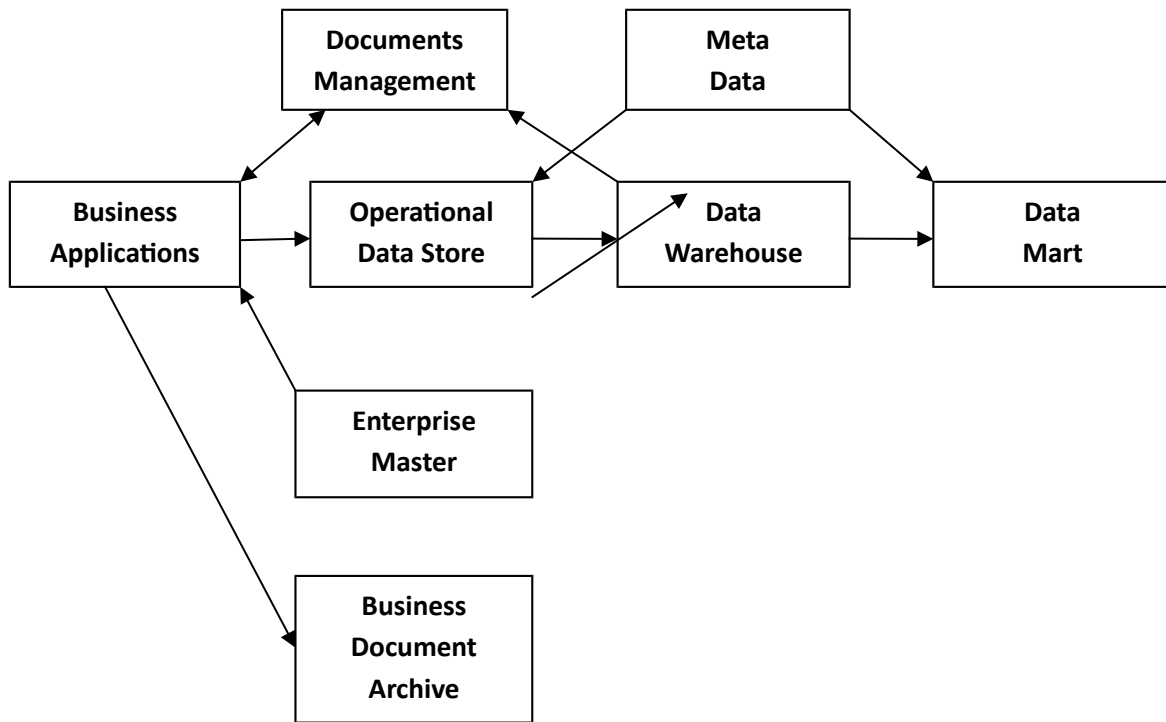 Documents
Management
Meta
Data
Business
Applications
Operational
Data Store
Data
Warehouse
Data
Mart
Enterprise
Master
Business
Document
Archive